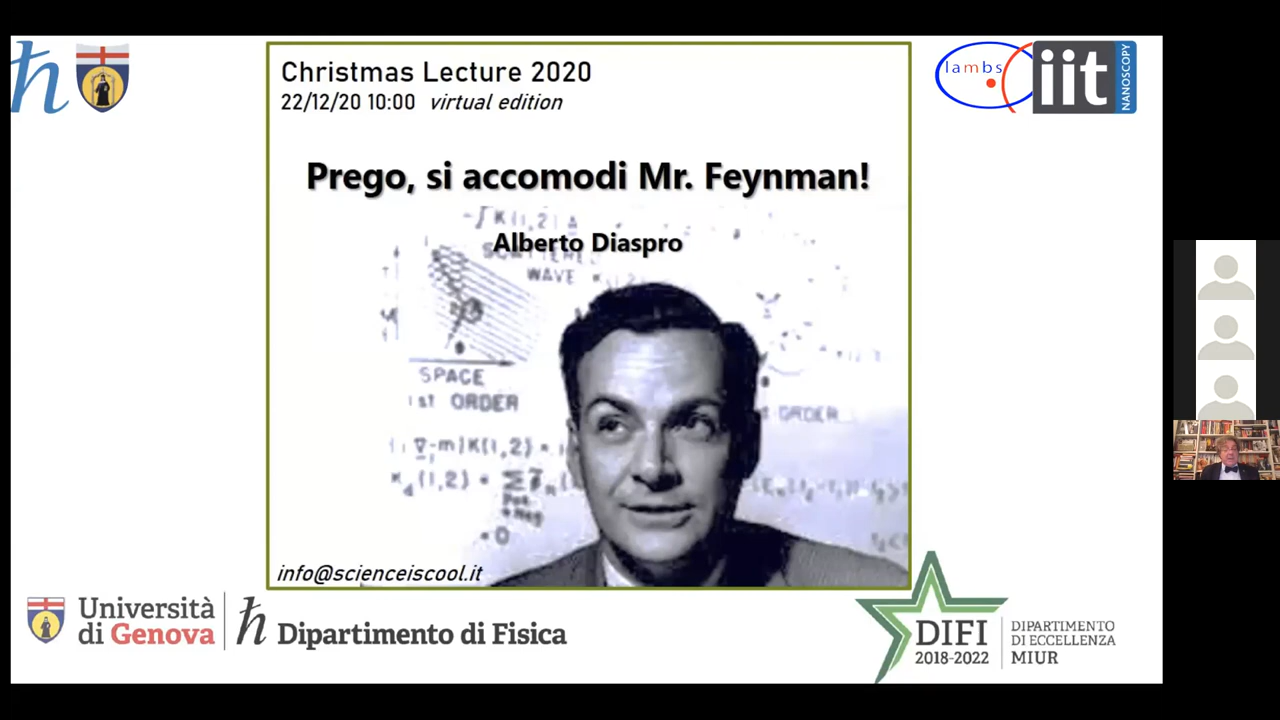 Christmas Lecture 2020
22/12/20 10:00 virtual edition
lambs
iit
NANOSCOPY
ħ
Prego, si accomodi Mr. Feynman!
Alberto Diaspro
WAVE
SPACE
1st ORDER
ORDER
info@scienceiscool.it
Università
di Genova
ħ Dipartimento di Fisica
DIFI
2018-2022
DIPARTIMENTO
DI ECCELLENZA
MIUR